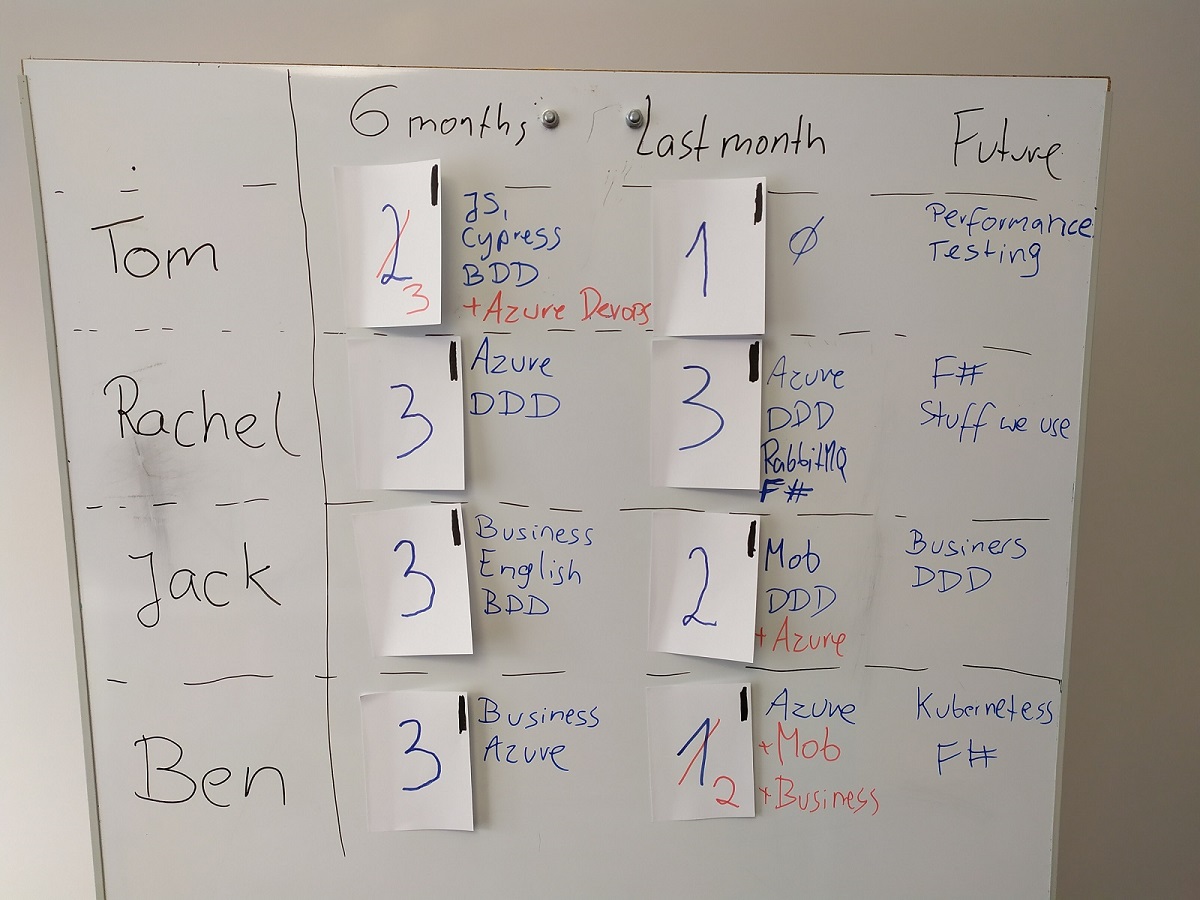 6 months Last month Future
Tom 2 3 JS, 1 Ø Performance
Cypress Testing
BDD
+Azure Devops
Rachel 3 Azure 3 Azure F#
DDD DDD Stuff we use
RabbitMQ
F#
Jack 3 Business 2 Mob Business
English DDD DDD
BDD +Azure
Ben 3 Business 1 2 Azure Kubernetess
Azure +Mob F#
+Business